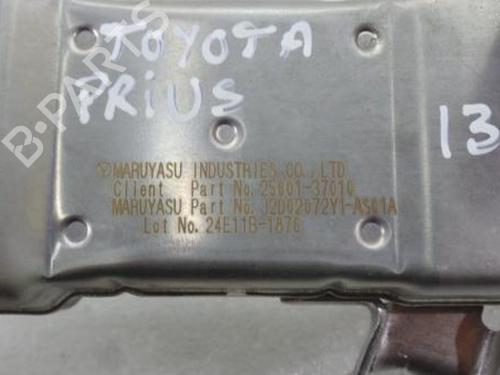 TOYOTA
PRIUS
13
MARUYASU INDUSTRIES CO., LTD
Client Part No. 25601-37010
MARUYASU Part No. J2D02072Y1-AS01A
Lot No. 24E11B-1876
B-PARTS